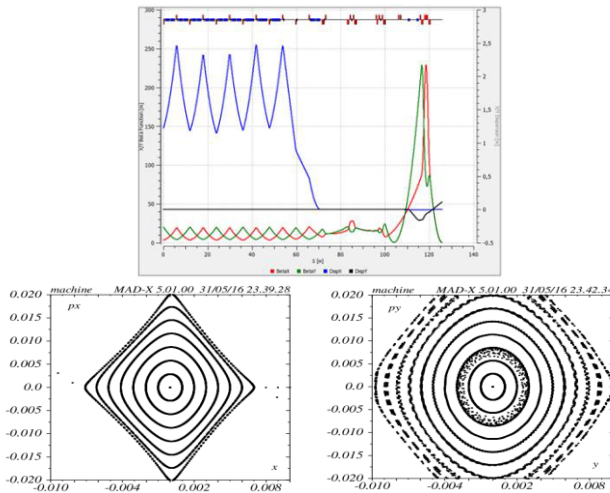 300
250
200
150
100
50
0
X/Y Beta Function [m]
3
2,5
2
1,5
1
0,5
0
-0,5
X/Y Dispersion [m]
0 20 40 60 80 100 120 140
S [m]
BetaX BetaY DispX DispY
machine MAD-X 5.01.00 31/05/16 23.39.28
px
0.020
0.015
0.010
0.005
0.0
-0.005
-0.010
-0.015
-0.020
x
-0.010 -0.004 0.002 0.008
machine MAD-X 5.01.00 31/05/16 23.42.34
py
0.020
0.015
0.010
0.005
0.0
-0.005
-0.010
-0.015
-0.020
y
-0.010 -0.004 0.002 0.008